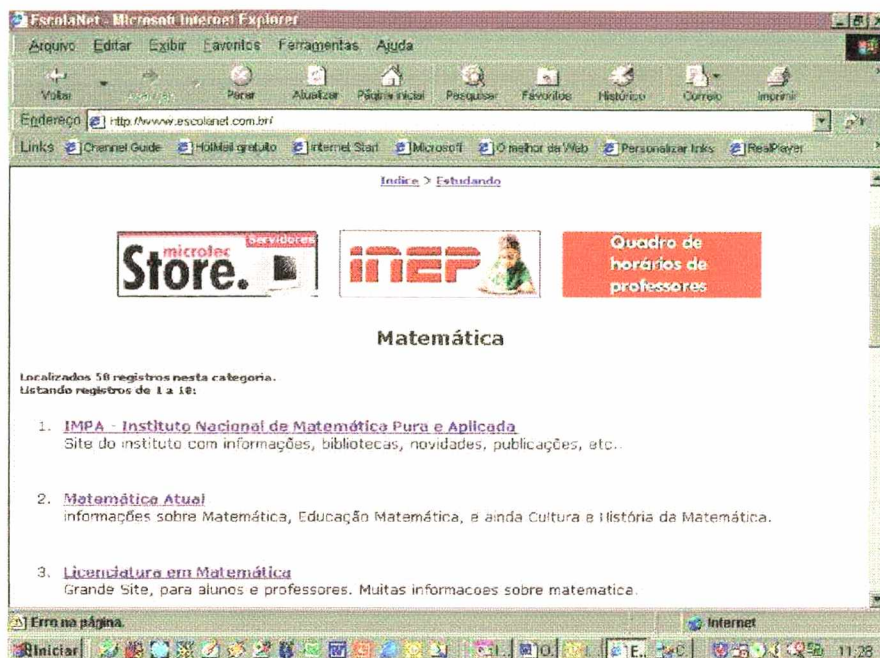 EscolaNet - Microsoft Internet Explorer
Arquivo Editar Exibir Favoritos Ferramentas Ajuda
Voltar Avançar Parar Atualizar Página inicial Pesquisar Favoritos Histórico Correio Imprimir
Endereço http://www.escolanet.com.br/
Links Channel Guide HotMail gratuito Internet Start Microsoft O melhor da Web Personalizar links RealPlayer
Indice > Estudando
microtec Servidores
Store.
inep
Quadro de
horários de
professores
Matemática
Localizados 50 registros nesta categoria.
Listando registros de 1 a 10:
1. IMPA - Instituto Nacional de Matemática Pura e Aplicada
Site do instituto com informações, bibliotecas, novidades, publicações, etc..
2. Matemática Atual
informações sobre Matemática, Educação Matemática, e ainda Cultura e História da Matemática.
3. Licenciatura em Matemática
Grande Site, para alunos e professores. Muitas informacoes sobre matematica.
Erro na página. Internet
Iniciar 11:28